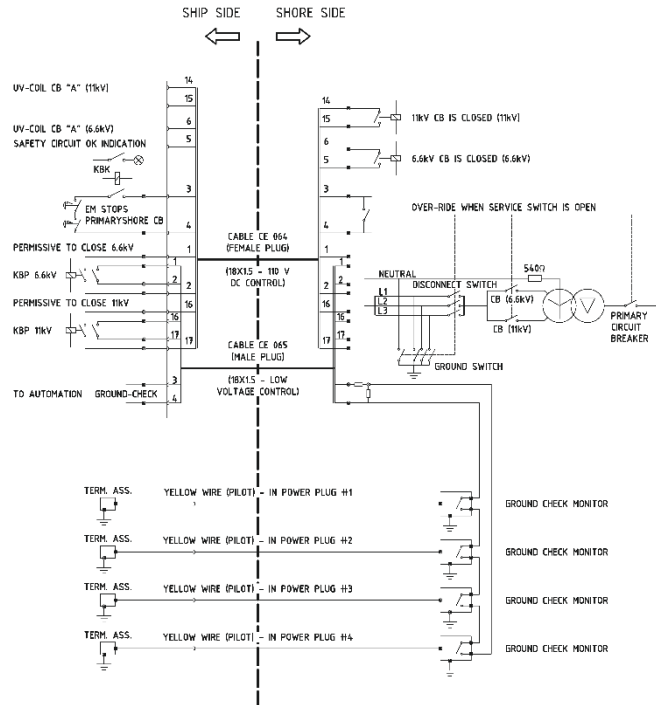 SHIP SIDE
SHORE SIDE
UV-COIL CB "A" (11kV)
14
15
UV-COIL CB "A" (6.6kV)
6
SAFETY CIRCUIT OK INDICATION
5
KBK
3
EM STOPS
PRIMARYSHORE CB
4
PERMISSIVE TO CLOSE 6.6kV
1
1
KBP 6.6kV
2
2
PERMISSIVE TO CLOSE 11kV
16
16
KBP 11kV
17
17
3
TO AUTOMATION GROUND-CHECK
4
CABLE CE 064
(FEMALE PLUG)
(18X1.5 - 110 V
DC CONTROL)
CABLE CE 065
(MALE PLUG)
(18X1.5 - LOW
VOLTAGE CONTROL)
14
15
11kV CB IS CLOSED (11kV)
6
5
6.6kV CB IS CLOSED (6.6kV)
3
4
1
1
2
2
16
16
17
17
OVER-RIDE WHEN SERVICE SWITCH IS OPEN
NEUTRAL
540Ω
DISCONNECT SWITCH
L1
L2
L3
CB (6.6kV)
CB (11kV)
PRIMARY
CIRCUIT
BREAKER
GROUND SWITCH
TERM. ASS.
YELLOW WIRE (PILOT) - IN POWER PLUG #1
GROUND CHECK MONITOR
TERM. ASS.
YELLOW WIRE (PILOT) - IN POWER PLUG #2
GROUND CHECK MONITOR
TERM. ASS.
YELLOW WIRE (PILOT) - IN POWER PLUG #3
GROUND CHECK MONITOR
TERM. ASS.
YELLOW WIRE (PILOT) - IN POWER PLUG #4
GROUND CHECK MONITOR